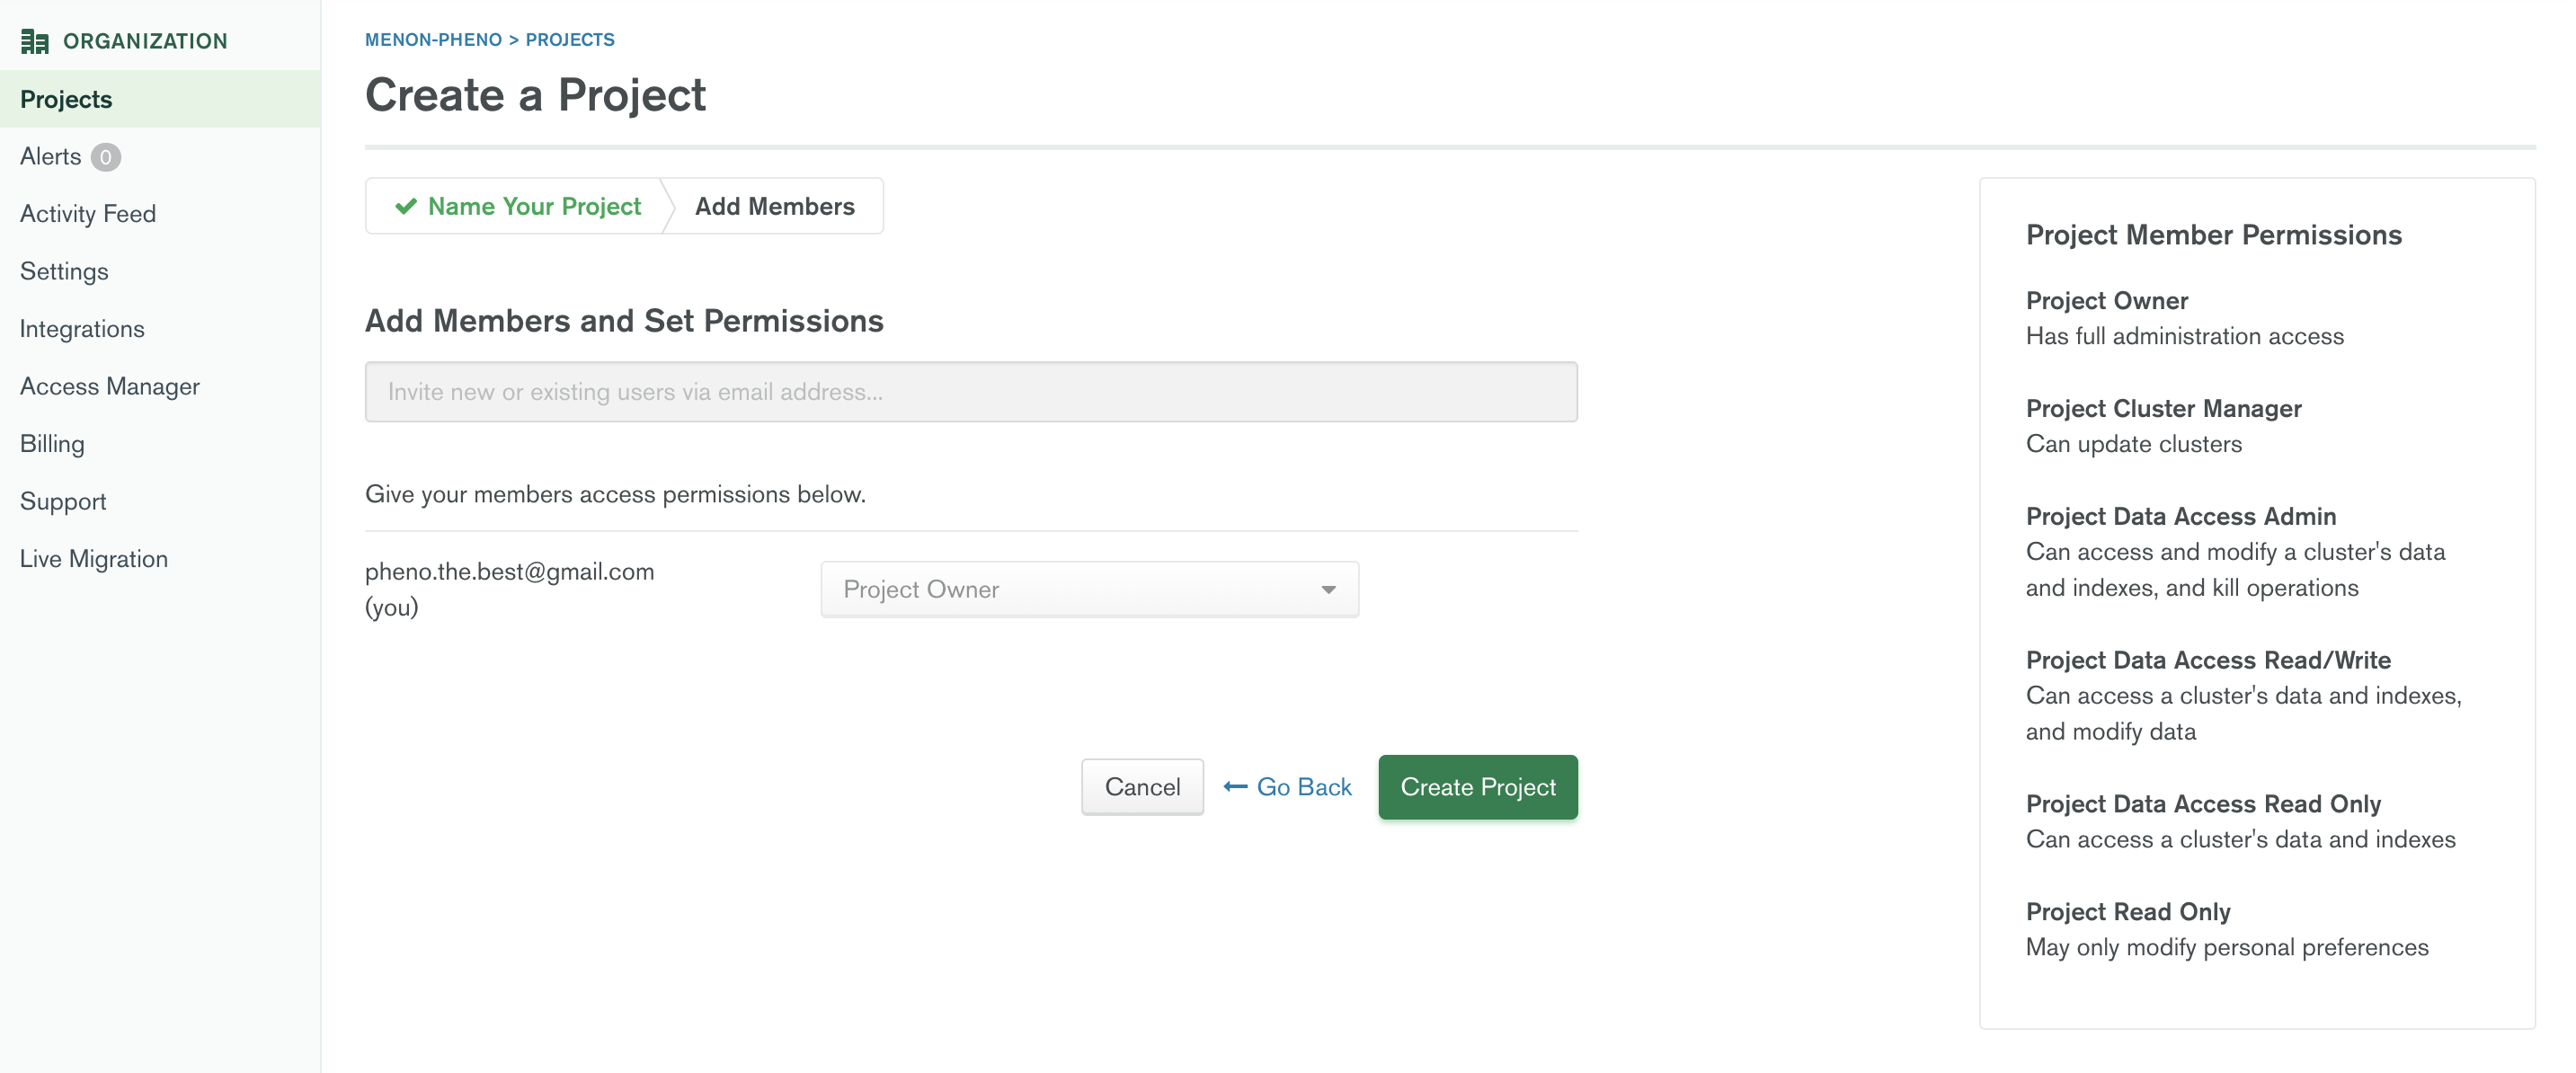 ORGANIZATION
Projects
Alerts 0
Activity Feed
Settings
Integrations
Access Manager
Billing
Support
Live Migration
MENON-PHENO > PROJECTS
Create a Project
Name Your Project
Add Members
Add Members and Set Permissions
Invite new or existing users via email address...
Give your members access permissions below.
pheno.the.best@gmail.com
(you)
Project Owner
Cancel
Go Back
Create Project
Project Member Permissions
Project Owner
Has full administration access
Project Cluster Manager
Can update clusters
Project Data Access Admin
Can access and modify a cluster's data
and indexes, and kill operations
Project Data Access Read/Write
Can access a cluster's data and indexes,
and modify data
Project Data Access Read Only
Can access a cluster's data and indexes
Project Read Only
May only modify personal preferences